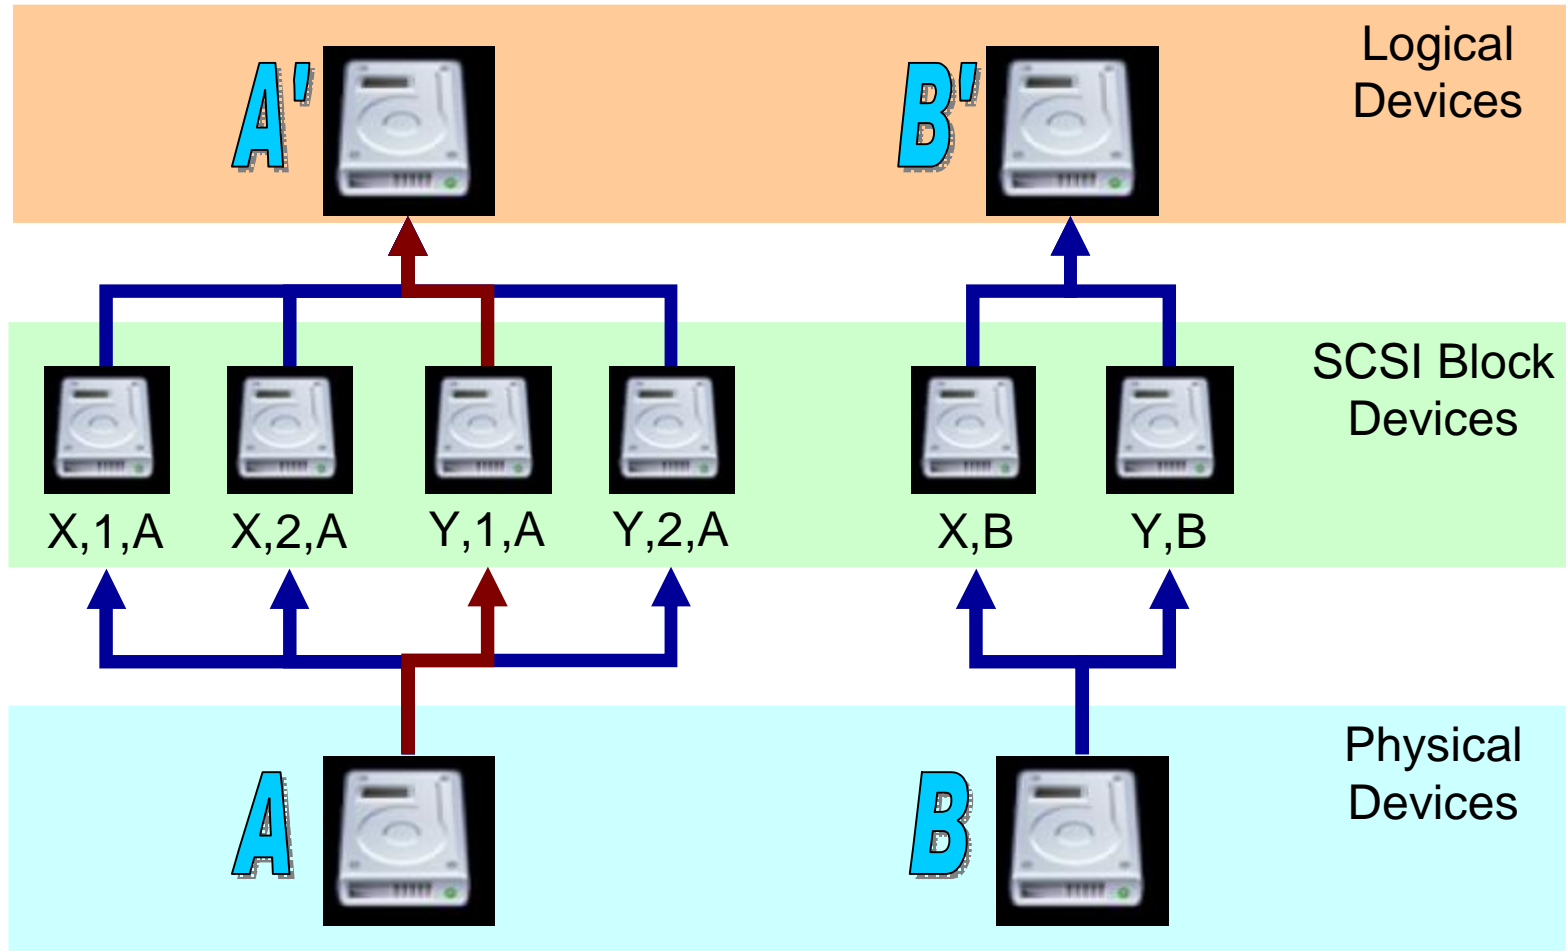 A'
B'
Logical
Devices
SCSI Block
Devices
X,1,A
X,2,A
Y,1,A
Y,2,A
X,B
Y,B
A
B
Physical
Devices